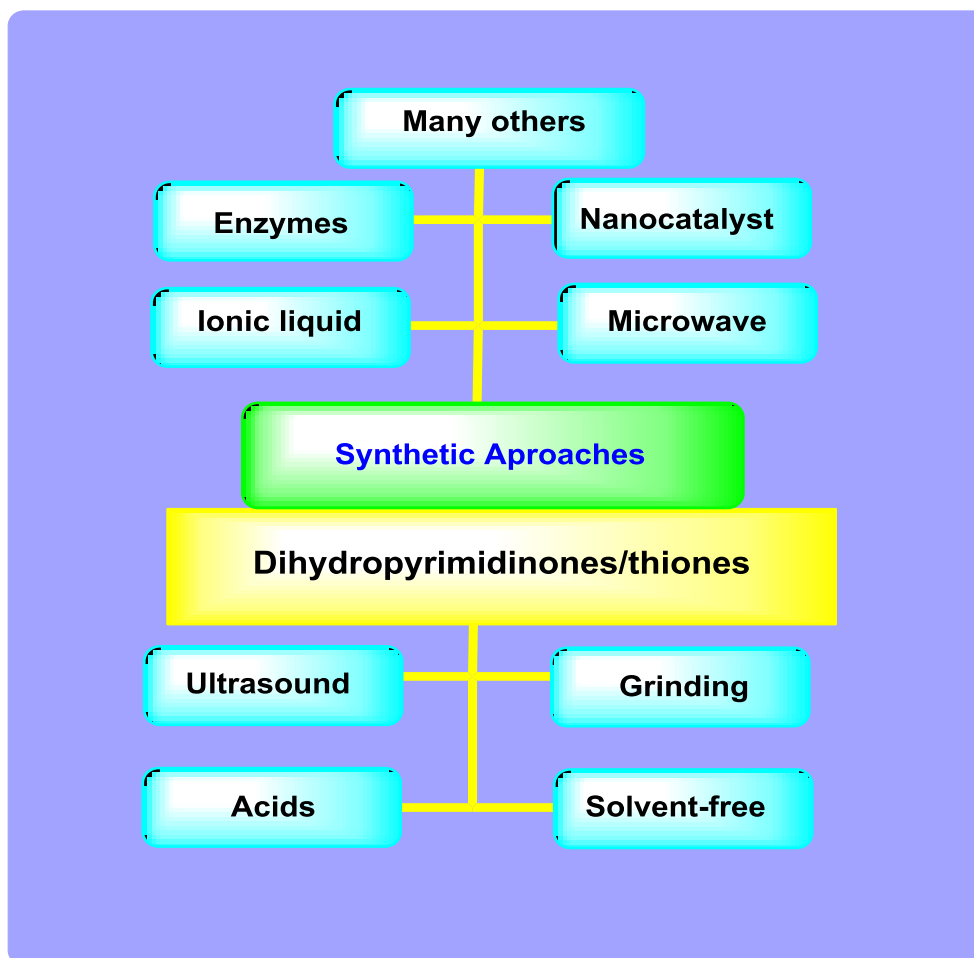 Many others
Enzymes
Nanocatalyst
Ionic liquid
Microwave
Synthetic Aproaches
Dihydropyrimidinones/thiones
Ultrasound
Grinding
Acids
Solvent-free